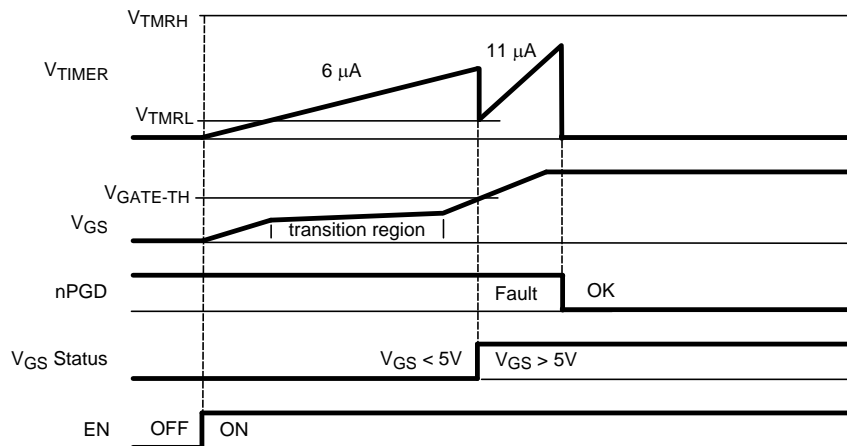 VTMRH
11 μA
6 μA
VTIMER
VTMRL
VGATE-TH
VGS
| transition region |
nPGD
Fault
OK
VGS Status
VGS < 5V
VGS > 5V
EN
OFF
ON